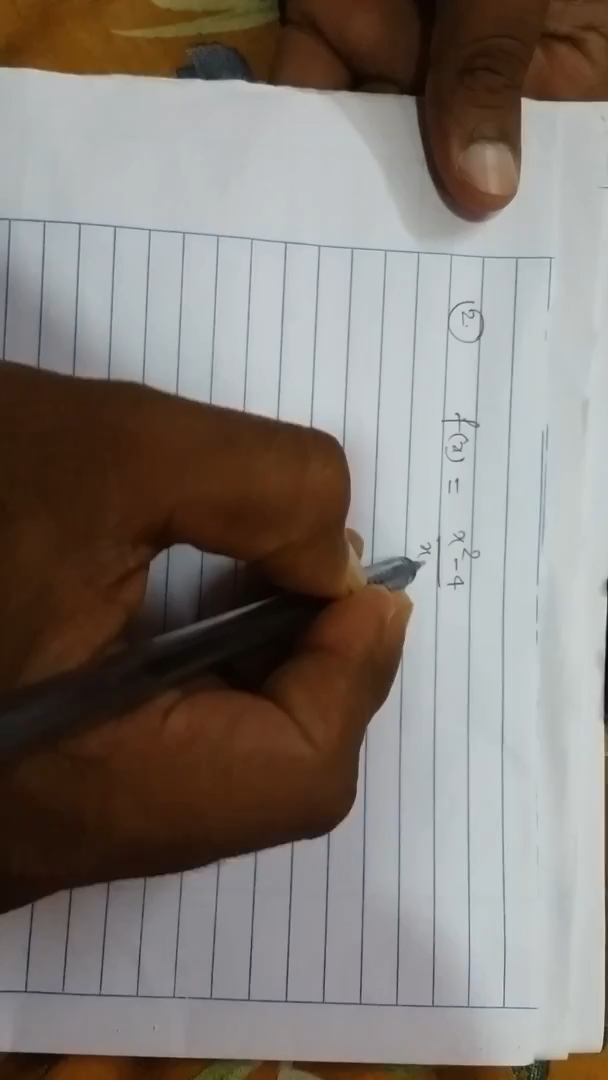 2. f(x) = x²-4
x